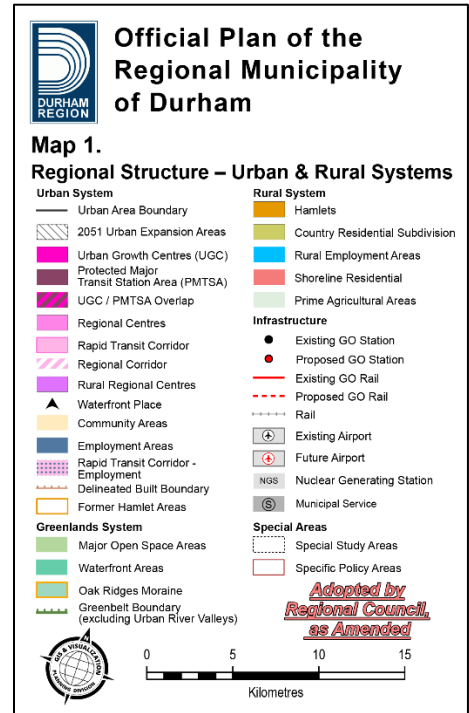 DURHAM
REGION
Official Plan of the
Regional Municipality
of Durham
Map 1.
Regional Structure – Urban & Rural Systems
Urban System
Urban Area Boundary
2051 Urban Expansion Areas
Urban Growth Centres (UGC)
Protected Major
Transit Station Area (PMTSA)
UGC / PMTSA Overlap
Regional Centres
Rapid Transit Corridor
Regional Corridor
Rural Regional Centres
Waterfront Place
Community Areas
Employment Areas
Rapid Transit Corridor -
Employment
Delineated Built Boundary
Former Hamlet Areas
Greenlands System
Major Open Space Areas
Waterfront Areas
Oak Ridges Moraine
Greenbelt Boundary
(excluding Urban River Valleys)
Rural System
Hamlets
Country Residential Subdivision
Rural Employment Areas
Shoreline Residential
Prime Agricultural Areas
Infrastructure
Existing GO Station
Proposed GO Station
Existing GO Rail
Proposed GO Rail
Rail
Existing Airport
Future Airport
NGS Nuclear Generating Station
S Municipal Service
Special Areas
Special Study Areas
Specific Policy Areas
Adopted by
Regional Council,
as Amended
GIS & VISUALIZATION
PLANNING DIVISION
0 5 10 15
Kilometres